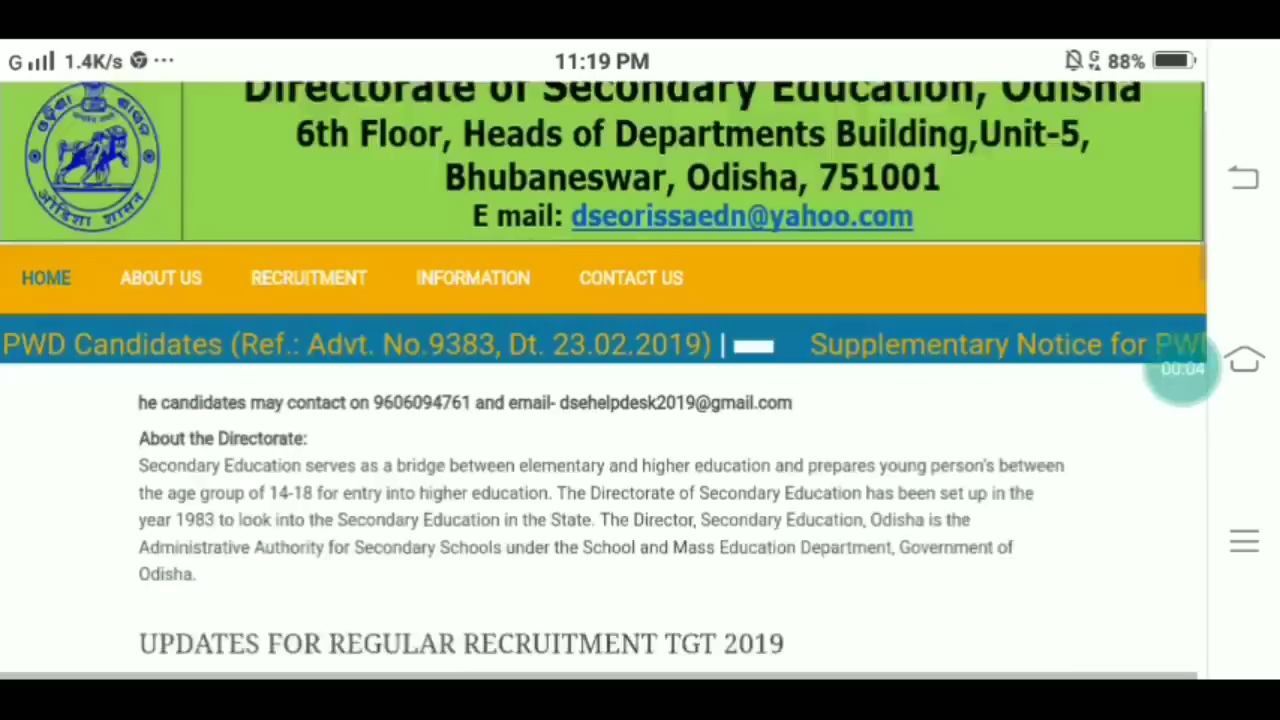 G 1.4K/s ... 11:19 PM 88%
Directorate of Secondary Education, Odisha
6th Floor, Heads of Departments Building,Unit-5,
Bhubaneswar, Odisha, 751001
E mail: dseorissaedn@yahoo.com
HOME ABOUT US RECRUITMENT INFORMATION CONTACT US
PWD Candidates (Ref.: Advt. No.9383, Dt. 23.02.2019) | Supplementary Notice for PW
00:04
he candidates may contact on 9606094761 and email- dsehelpdesk2019@gmail.com
About the Directorate:
Secondary Education serves as a bridge between elementary and higher education and prepares young person's between
the age group of 14-18 for entry into higher education. The Directorate of Secondary Education has been set up in the
year 1983 to look into the Secondary Education in the State. The Director, Secondary Education, Odisha is the
Administrative Authority for Secondary Schools under the School and Mass Education Department, Government of
Odisha.
UPDATES FOR REGULAR RECRUITMENT TGT 2019